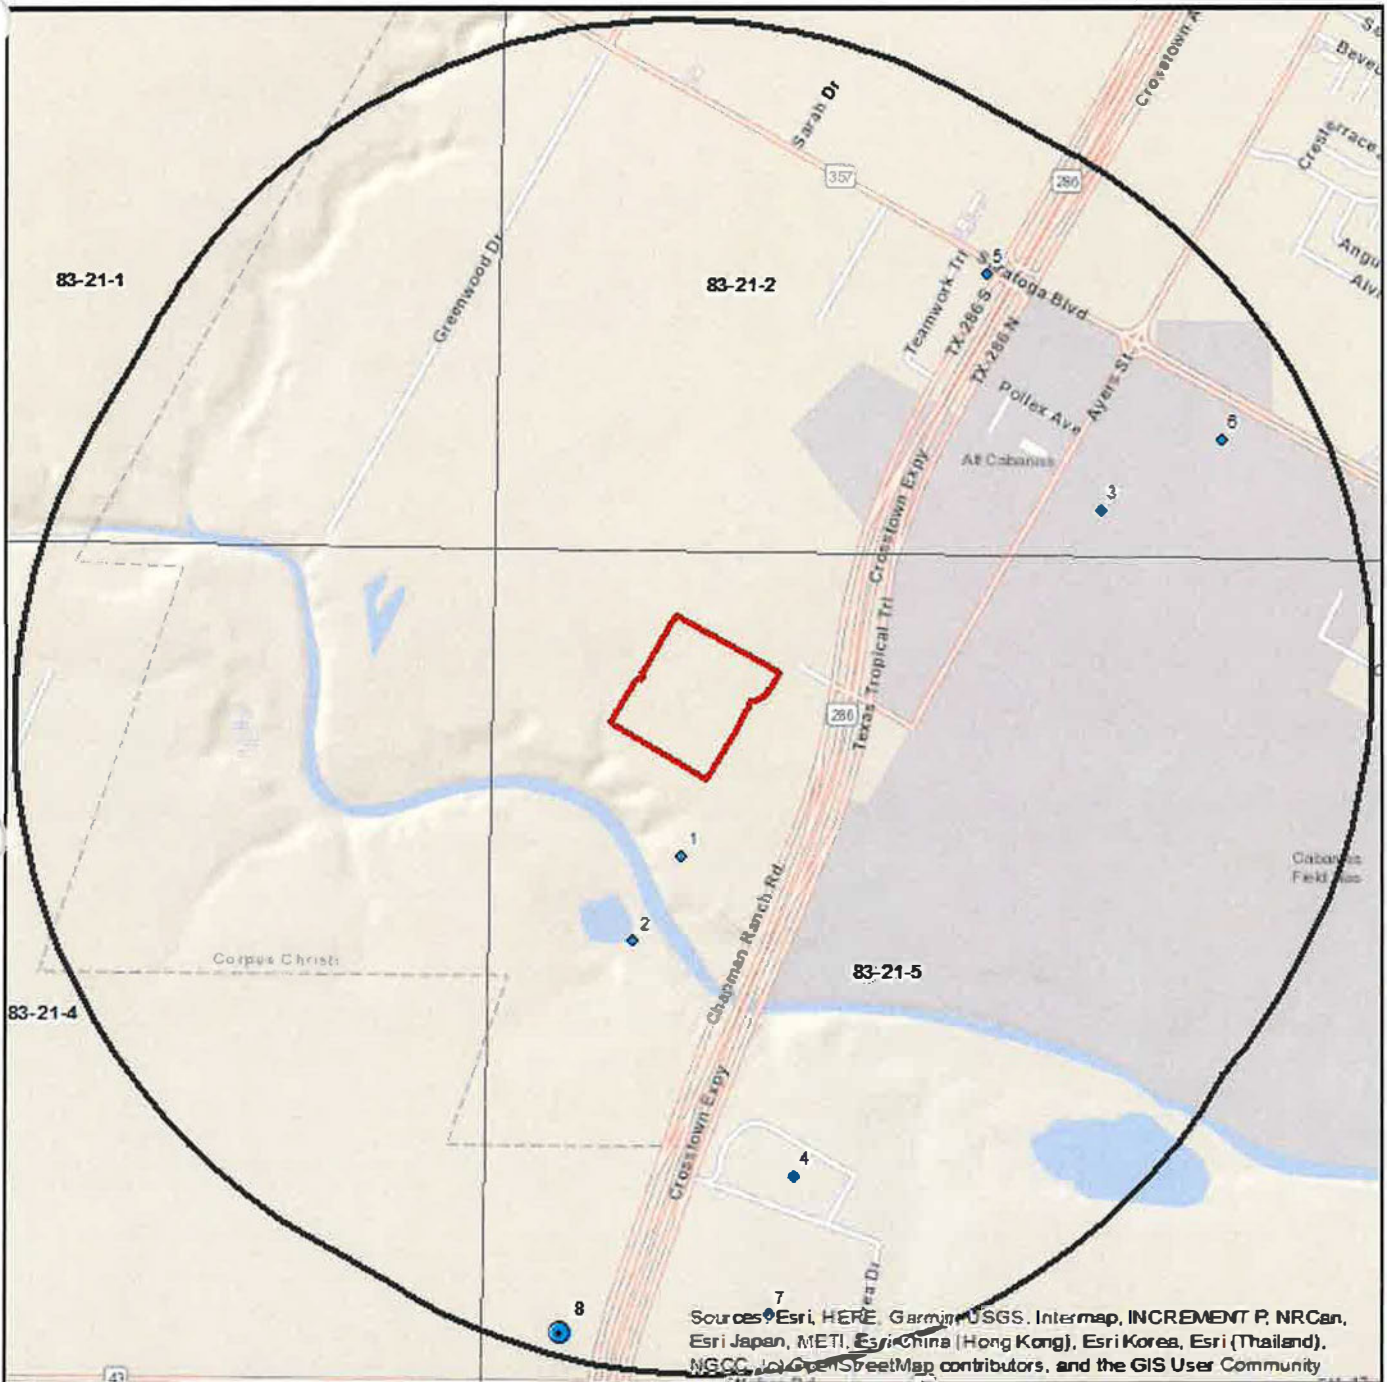 Crosstown
Sarah Dr
357
286
83-21-1
83-21-2
Greenwood Dr
Teamwork Trl
5
Saratoga Blvd
TX-286 S
TX-286 N
Pollex Ave
Ayers St
6
3
Crosstown Expy
Texas Tropical Trl
286
1
2
Chapman Ranch Rd
83-21-5
Corpus Christi
83-21-4
Crosstown Expy
4
7
8
43
Sources: Esri, HERE, Garmin, USGS, Intermap, INCREMENT P, NRCan,
Esri Japan, METI, Esri China (Hong Kong), Esri Korea, Esri (Thailand),
NGCC, (c) OpenStreetMap contributors, and the GIS User Community